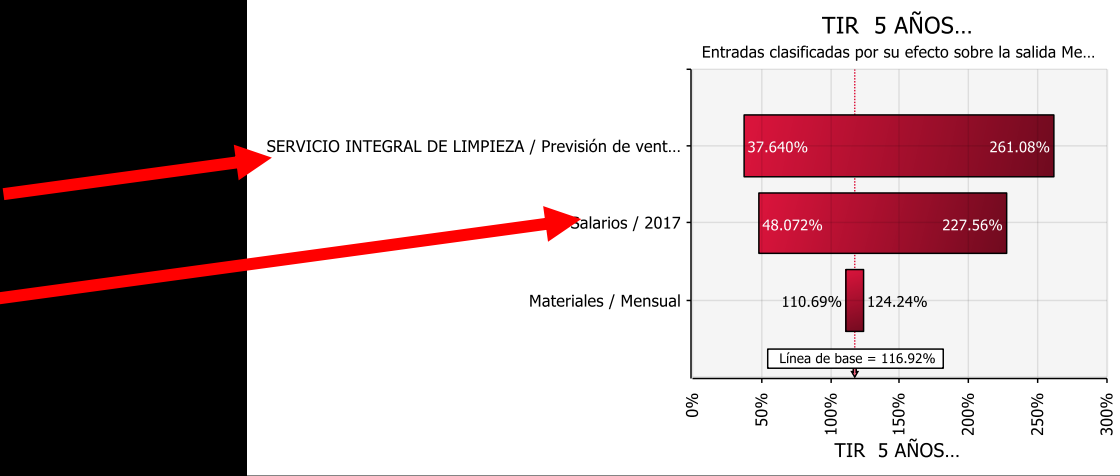 TIR  5 AÑOS…
Entradas clasificadas por su efecto sobre la salida Me…
SERVICIO INTEGRAL DE LIMPIEZA / Previsión de vent…
37.640%
261.08%
Salarios / 2017
48.072%
227.56%
Materiales / Mensual
110.69%
124.24%
Línea de base = 116.92%
0%
50%
100%
150%
200%
250%
300%
TIR  5 AÑOS…